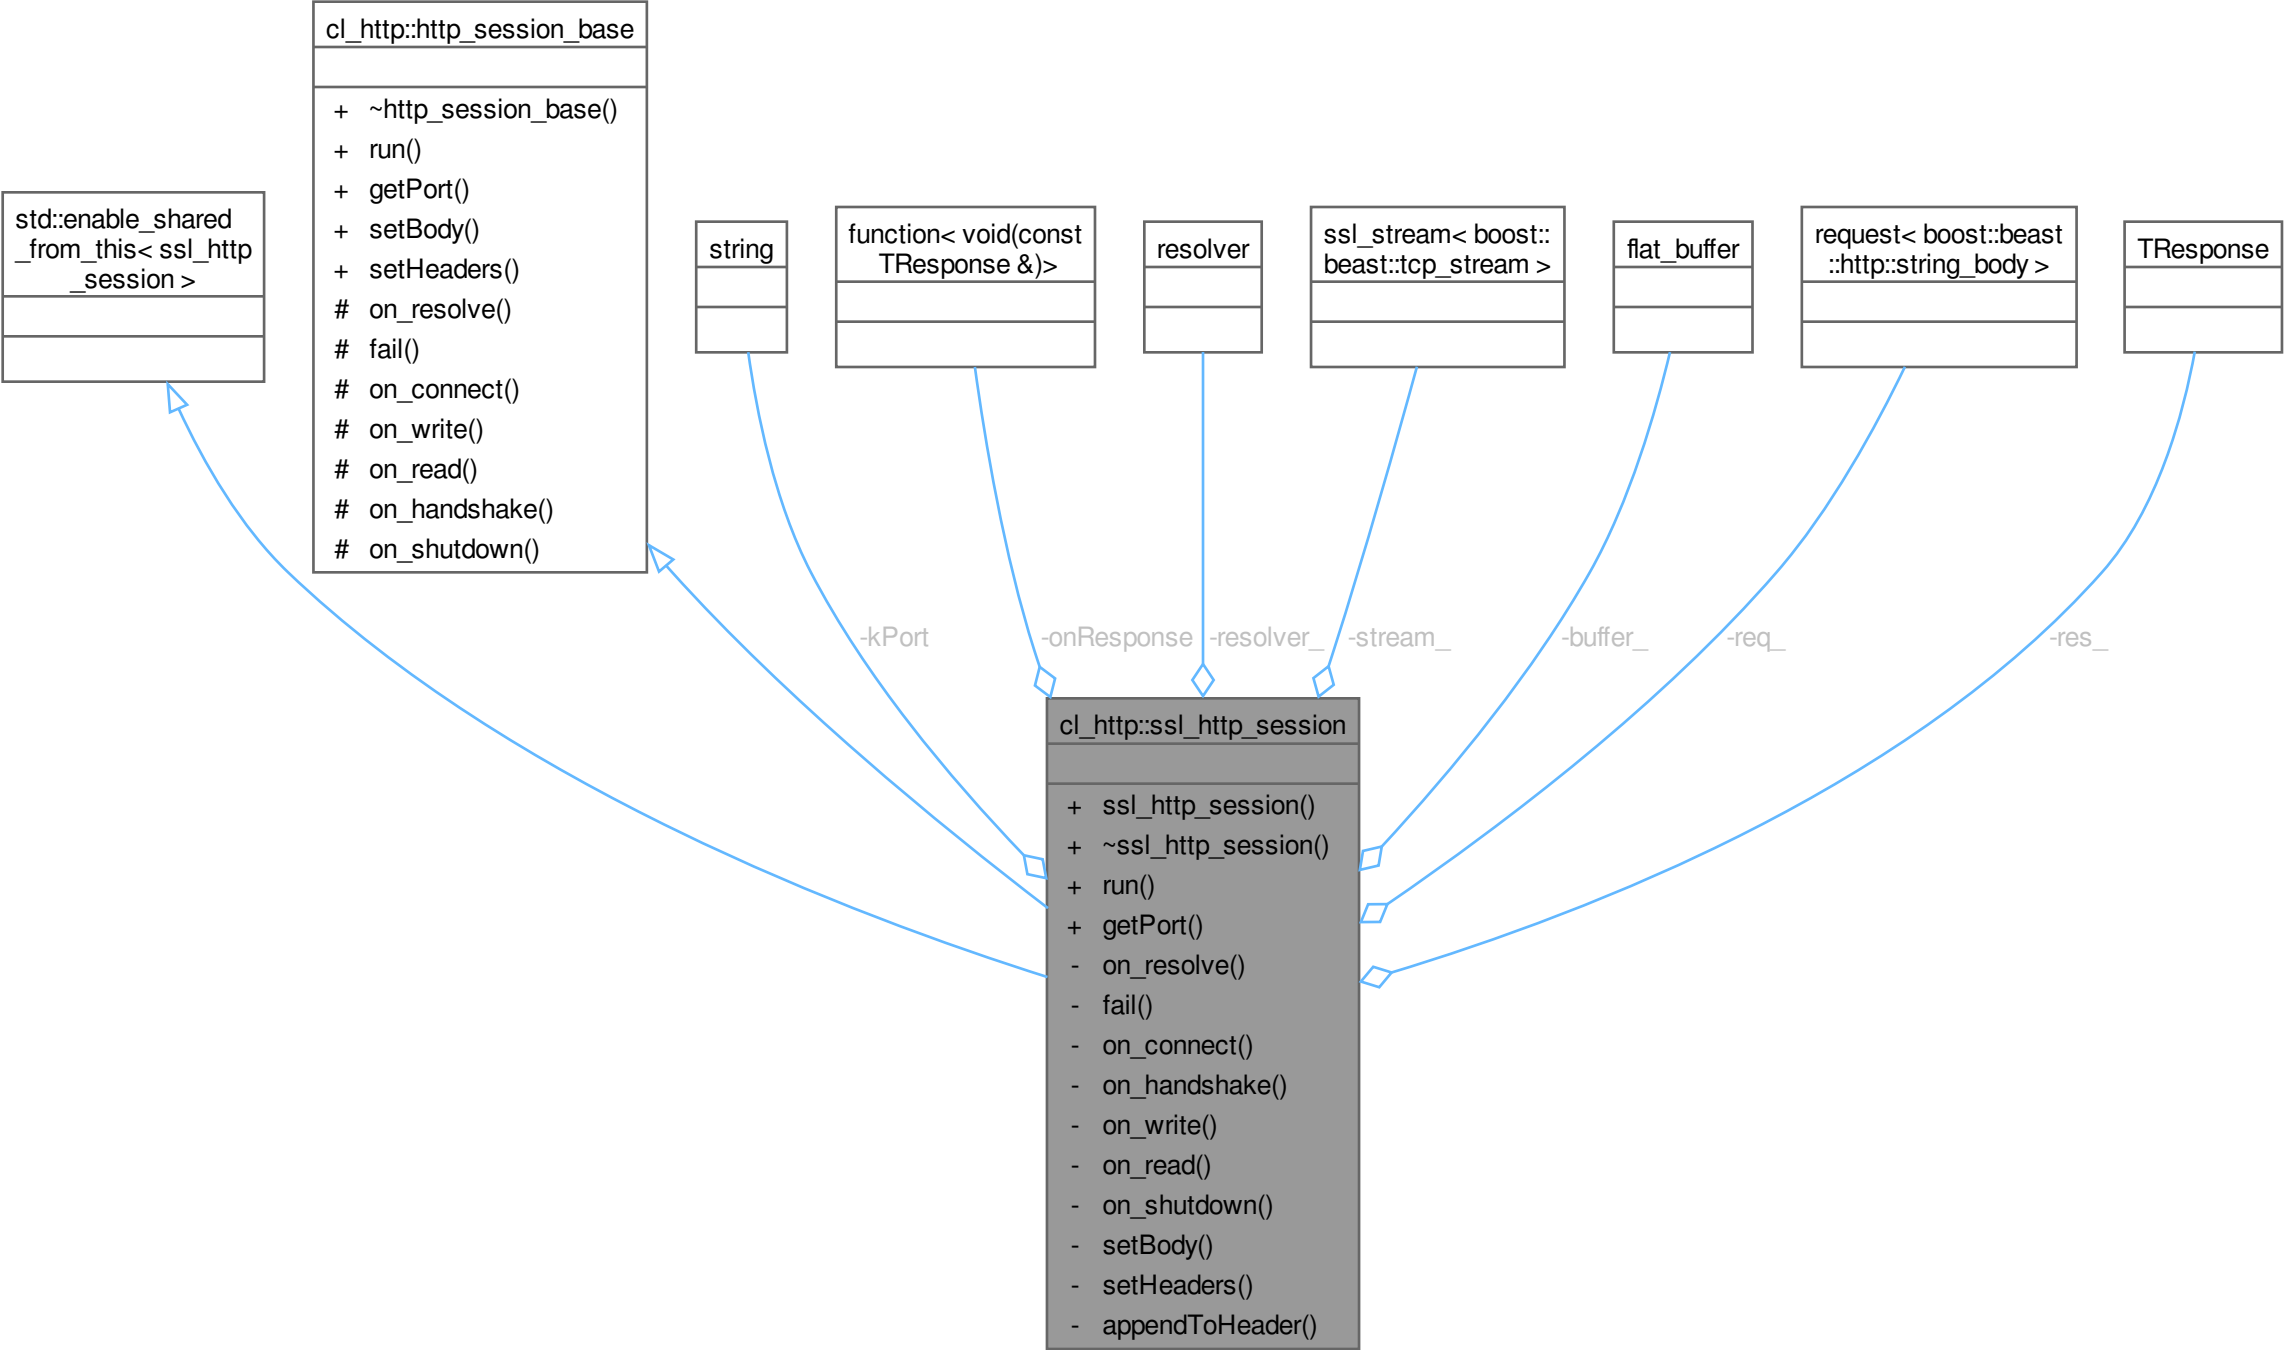 cl_http::http_session_base
+ ~http_session_base()
+ run()
+ getPort()
+ setBody()
+ setHeaders()
# on_resolve()
# fail()
# on_connect()
# on_write()
# on_read()
# on_handshake()
# on_shutdown()
std::enable_shared
_from_this< ssl_http
_session >
string
function< void(const
TResponse &)>
resolver
ssl_stream< boost::
beast::tcp_stream >
flat_buffer
request< boost::beast
::http::string_body >
TResponse
-kPort
-onResponse
-resolver_
-stream_
-buffer_
-req_
-res_
cl_http::ssl_http_session
+ ssl_http_session()
+ ~ssl_http_session()
+ run()
+ getPort()
- on_resolve()
- fail()
- on_connect()
- on_handshake()
- on_write()
- on_read()
- on_shutdown()
- setBody()
- setHeaders()
- appendToHeader()